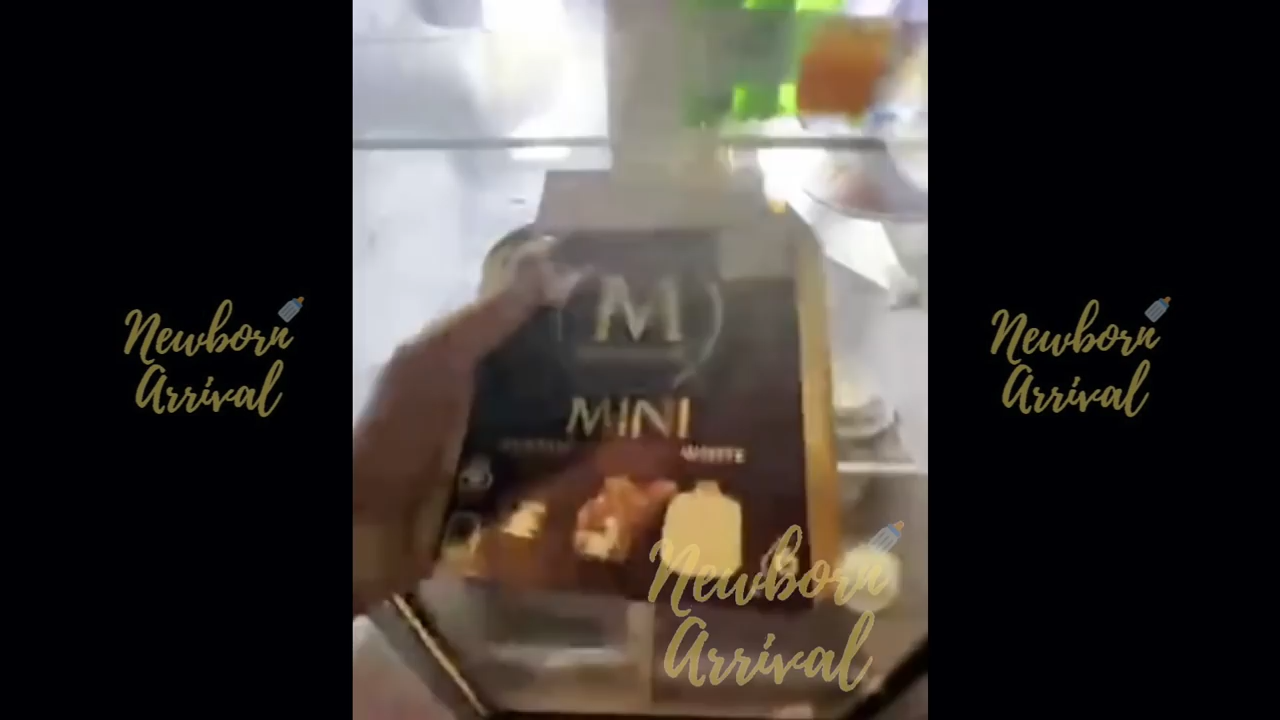 Newborn
Arrival
M
MINI
WHITE
Newborn
Arrival
Newborn
Arrival